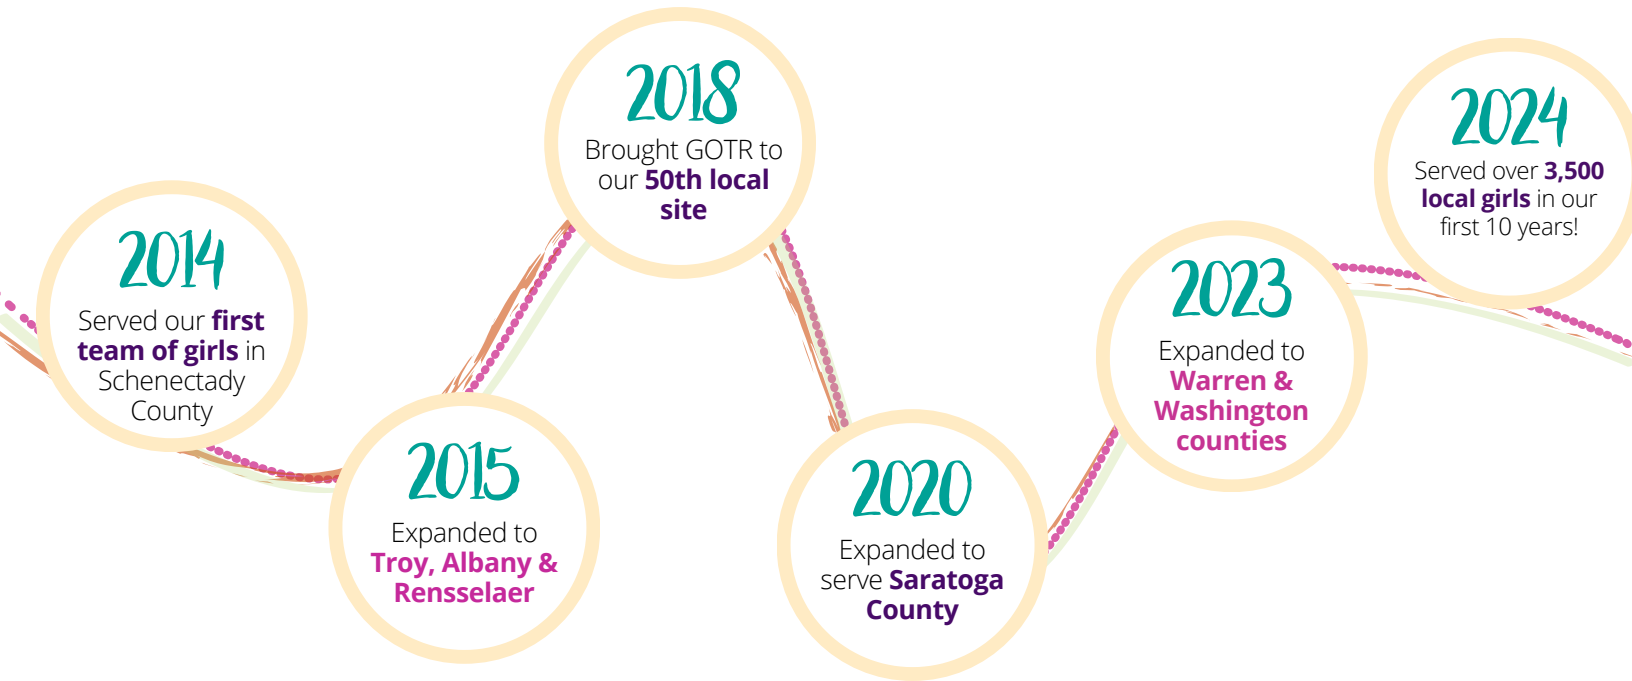 2014
Served our first
team of girls in
Schenectady
County
2015
Expanded to
Troy, Albany &
Rensselaer
2018
Brought GOTR to
our 50th local
site
2020
Expanded to
serve Saratoga
County
2023
Expanded to
Warren &
Washington
counties
2024
Served over 3,500
local girls in our
first 10 years!